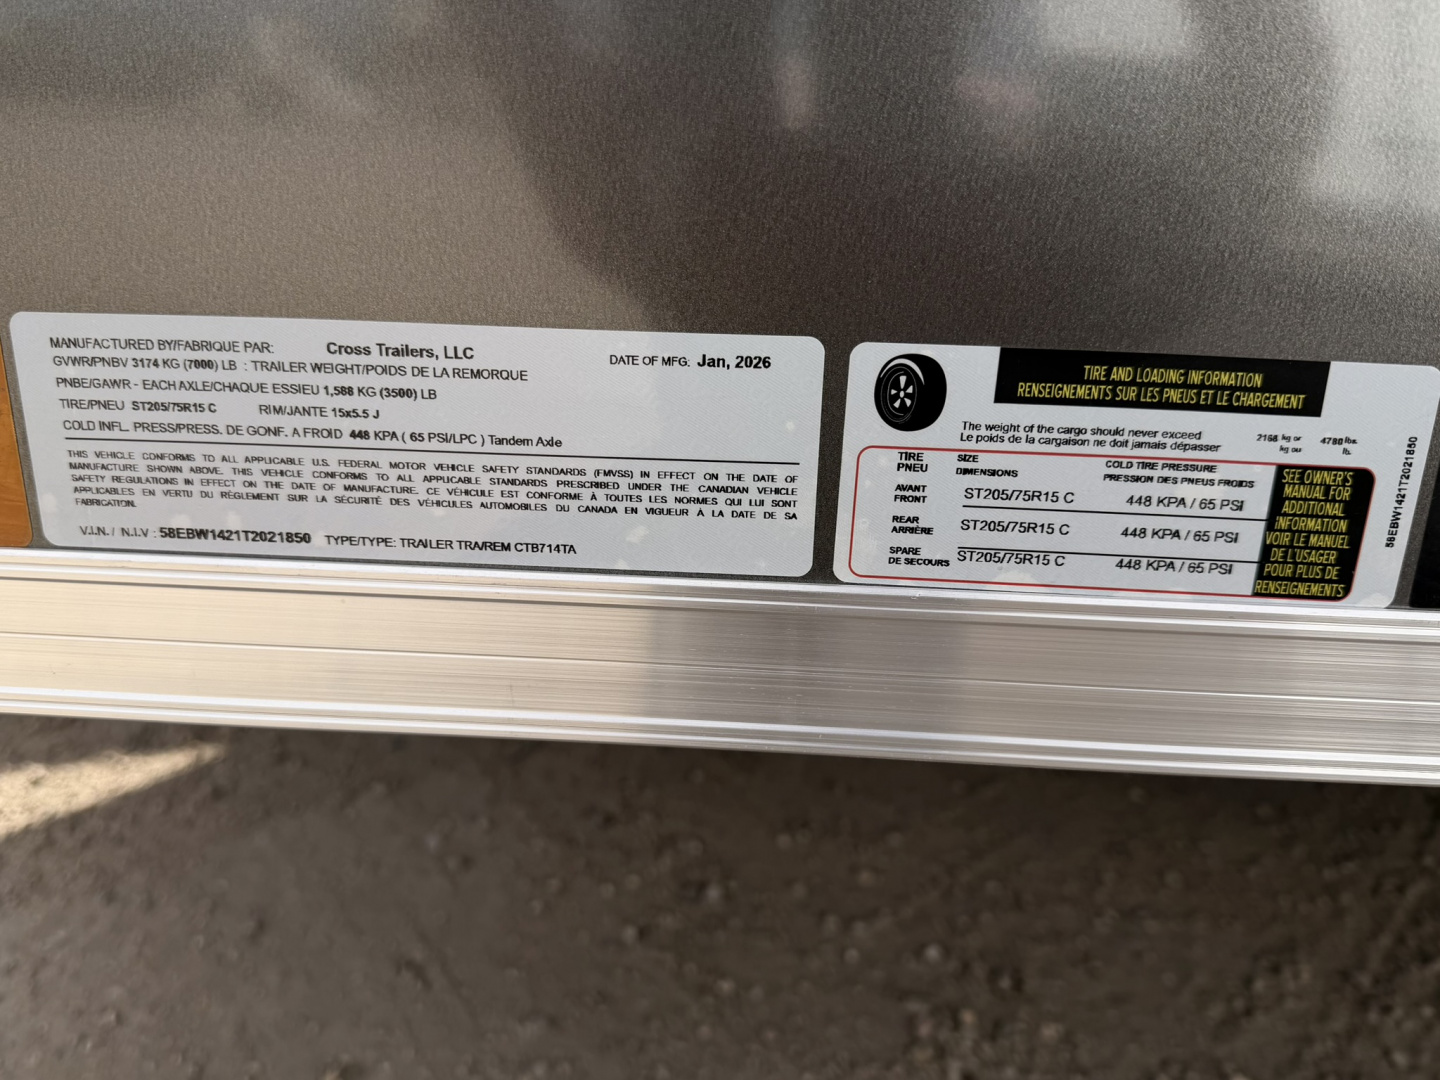 MANUFACTURED BY/FABRIQUE PAR: Cross Trailers, LLC
DATE OF MFG: Jan, 2026
GVWR/PNBV 3174 KG (7000) LB : TRAILER WEIGHT/POIDS DE LA REMORQUE
PNBE/GAWR - EACH AXLE/CHAQUE ESSIEU 1,588 KG (3500) LB
TIRE/PNEU ST205/75R15 C RIM/JANTE 15x5.5 J
COLD INFL. PRESS/PRESS. DE GONF. A FROID 448 KPA ( 65 PSI/LPC ) Tandem Axle
THIS VEHICLE CONFORMS TO ALL APPLICABLE U.S. FEDERAL MOTOR VEHICLE SAFETY STANDARDS (FMVSS) IN EFFECT ON THE DATE OF
MANUFACTURE SHOWN ABOVE. THIS VEHICLE CONFORMS TO ALL APPLICABLE STANDARDS PRESCRIBED UNDER THE CANADIAN VEHICLE
SAFETY REGULATIONS IN EFFECT ON THE DATE OF MANUFACTURE. CE VÉHICULE EST CONFORME À TOUTES LES NORMES QUI LUI SONT
APPLICABLES EN VERTU DU RÈGLEMENT SUR LA SÉCURITÉ DES VÉHICULES AUTOMOBILES DU CANADA EN VIGUEUR À LA DATE DE SA
FABRICATION.
V.I.N. / N.I.V : 58EBW1421T2021850 TYPE/TYPE: TRAILER TRA/REM CTB714TA
TIRE AND LOADING INFORMATION
RENSEIGNEMENTS SUR LES PNEUS ET LE CHARGEMENT
The weight of the cargo should never exceed 2168 kg or 4780 lbs.
Le poids de la cargaison ne doit jamais dépasser kg ou lb.
TIRE SIZE COLD TIRE PRESSURE
PNEU DIMENSIONS PRESSION DES PNEUS FROIDS
AVANT
FRONT ST205/75R15 C 448 KPA / 65 PSI
REAR
ARRIÈRE ST205/75R15 C 448 KPA / 65 PSI
SPARE
DE SECOURS ST205/75R15 C 448 KPA / 65 PSI
SEE OWNER'S
MANUAL FOR
ADDITIONAL
INFORMATION
VOIR LE MANUEL
DE L'USAGER
POUR PLUS DE
RENSEIGNEMENTS
58EBW1421T2021850